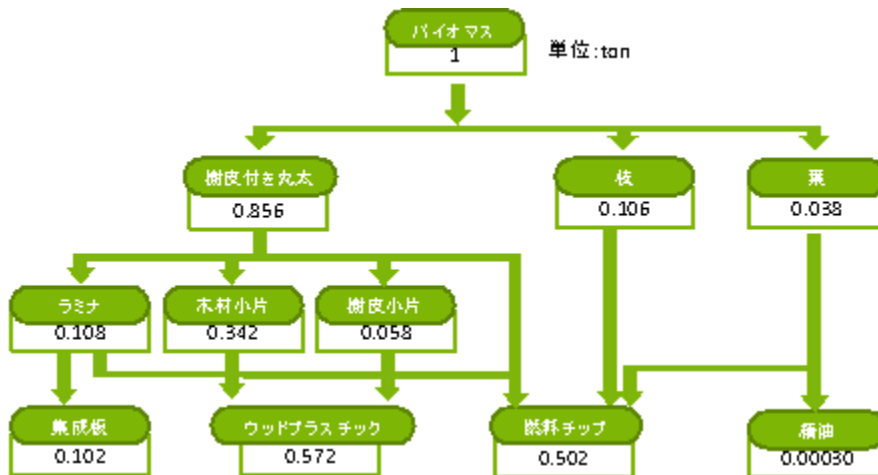 バイオマス
1
単位:ton
樹皮付き丸太
0.856
枝
0.106
葉
0.038
ラミナ
0.108
木材小片
0.342
樹皮小片
0.058
集成板
0.102
ウッドプラスチック
0.572
燃料チップ
0.502
精油
0.00030